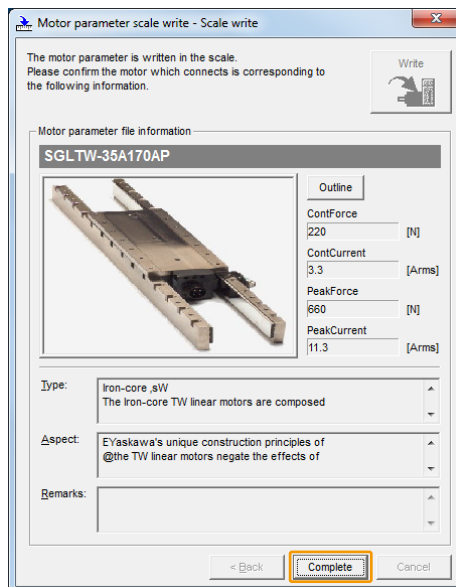 Motor parameter scale write - Scale write
The motor parameter is written in the scale.
Please confirm the motor which connects is corresponding to
the following information.
Write
Motor parameter file information
SGLTW-35A170AP
Outline
ContForce
220 [N]
ContCurrent
3.3 [Arms]
PeakForce
660 [N]
PeakCurrent
11.3 [Arms]
Type:
Iron-core ,sW
The Iron-core TW linear motors are composed
Aspect:
EYaskawa's unique construction principles of
@the TW linear motors negate the effects of
Remarks:
< Back Complete Cancel